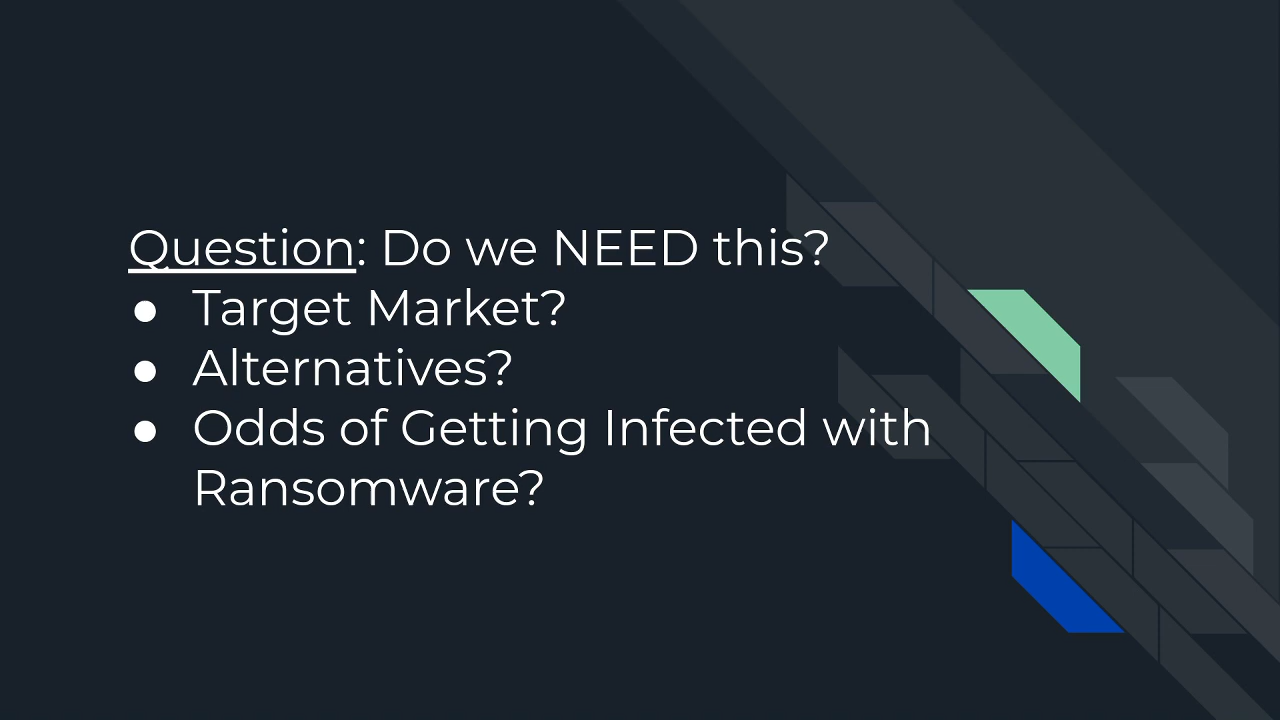 Question: Do we NEED this?
● Target Market?
● Alternatives?
● Odds of Getting Infected with
Ransomware?